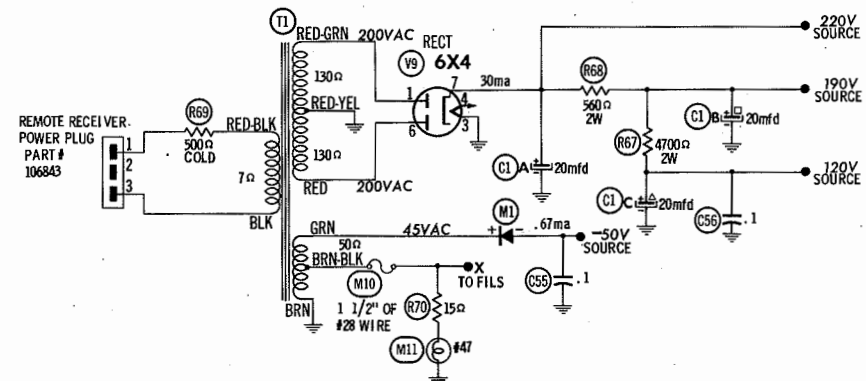 T1
RED-GRN 200VAC
RECT
V9 6X4
220V
SOURCE
130Ω
7
30ma
R68
190V
SOURCE
1
4
RED-YEL
R69
REMOTE RECEIVER
POWER PLUG
PART #
106843
RED-BLK
560Ω
2W
C1 B + 20mfd
500Ω
COLD
6
3
R67
4700Ω
2W
1
2
3
7Ω
130Ω
C1 A + 20mfd
120V
SOURCE
RED
200VAC
BLK
C1 C + 20mfd
C56 .1
GRN
45VAC
M1
+ -
.67ma
-50V
SOURCE
50Ω
BRN-BLK
X
TO FILS
C55 .1
M10
BRN
1 1/2" OF
#28 WIRE
R70 15Ω
M11 #47